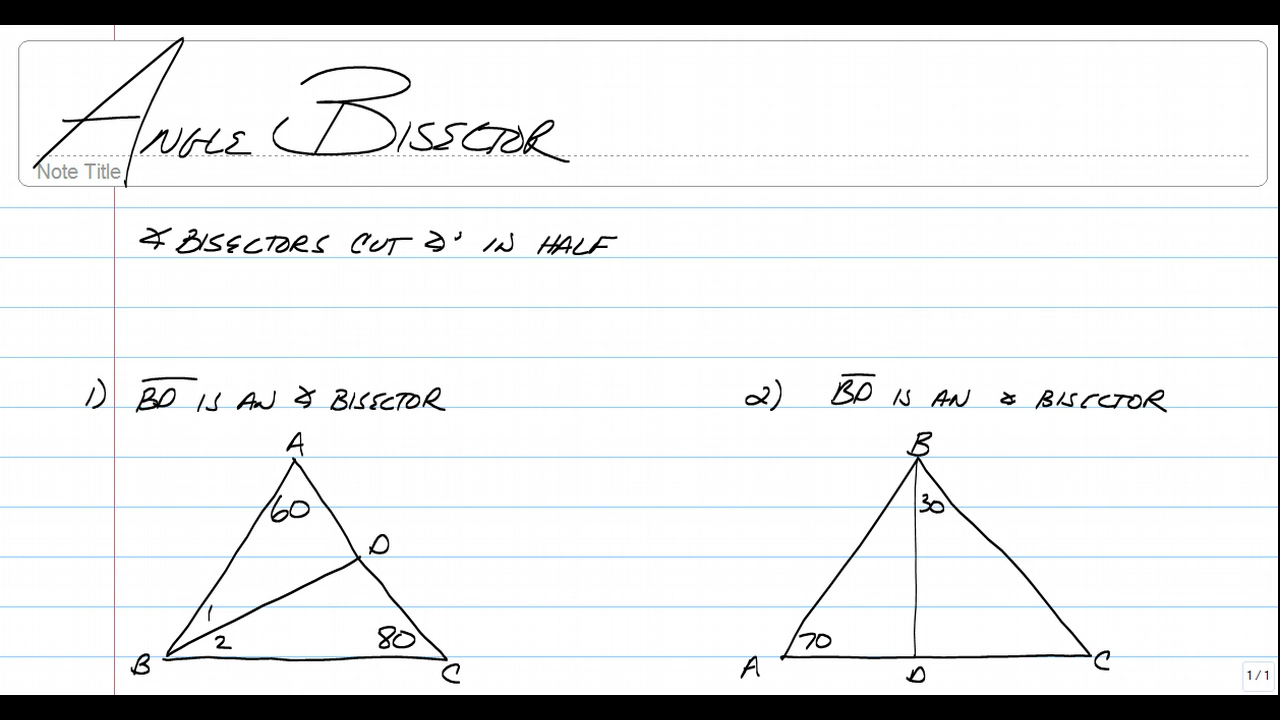 ANGLE BISECTOR
Note Title
∡ BISECTORS CUT ∡'s IN HALF
1) BD IS AN ∡ BISECTOR
2) BD IS AN ∡ BISECTOR
A
60
D
1
2
80
B
C
B
30
70
A
D
C
1 / 1